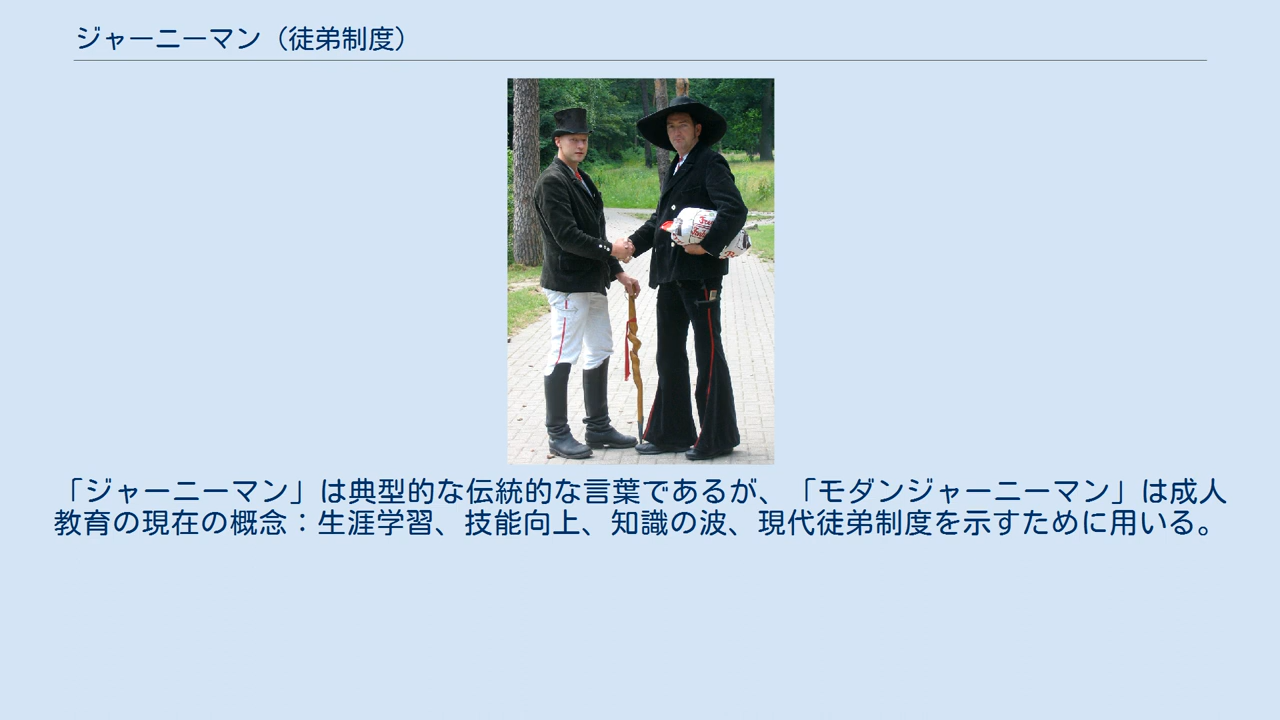 ジャーニーマン（徒弟制度）
「ジャーニーマン」は典型的な伝統的な言葉であるが、「モダンジャーニーマン」は成人
教育の現在の概念：生涯学習、技能向上、知識の波、現代徒弟制度を示すために用いる。